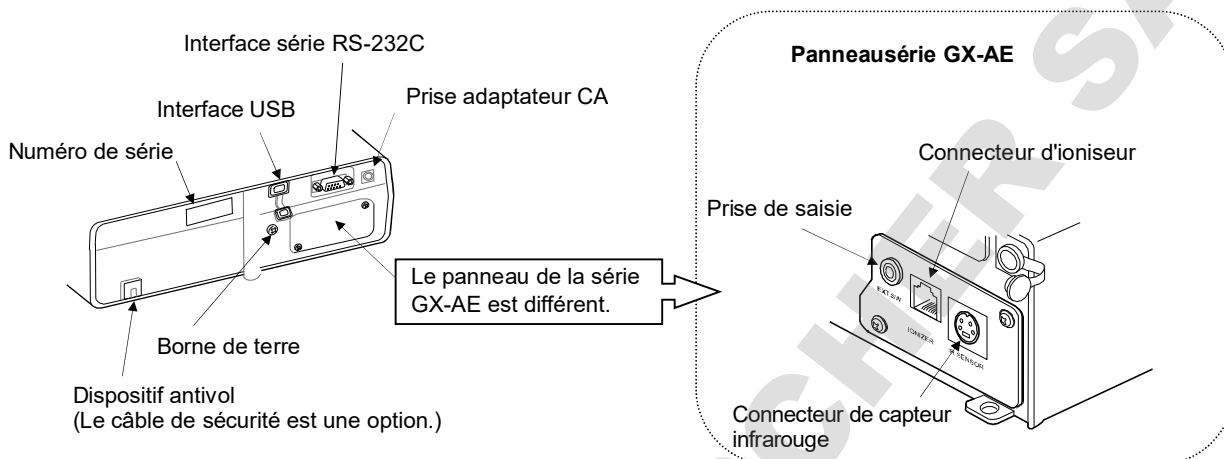 Interface série RS-232C
Interface USB
Prise adaptateur CA
Numéro de série
Le panneau de la série
GX-AE est différent.
Borne de terre
Dispositif antivol
(Le câble de sécurité est une option.)
Panneausérie GX-AE
Connecteur d'ioniseur
Prise de saisie
EXT.SW
IONIZER
IR SENSOR
Connecteur de capteur
infrarouge
CHER SA